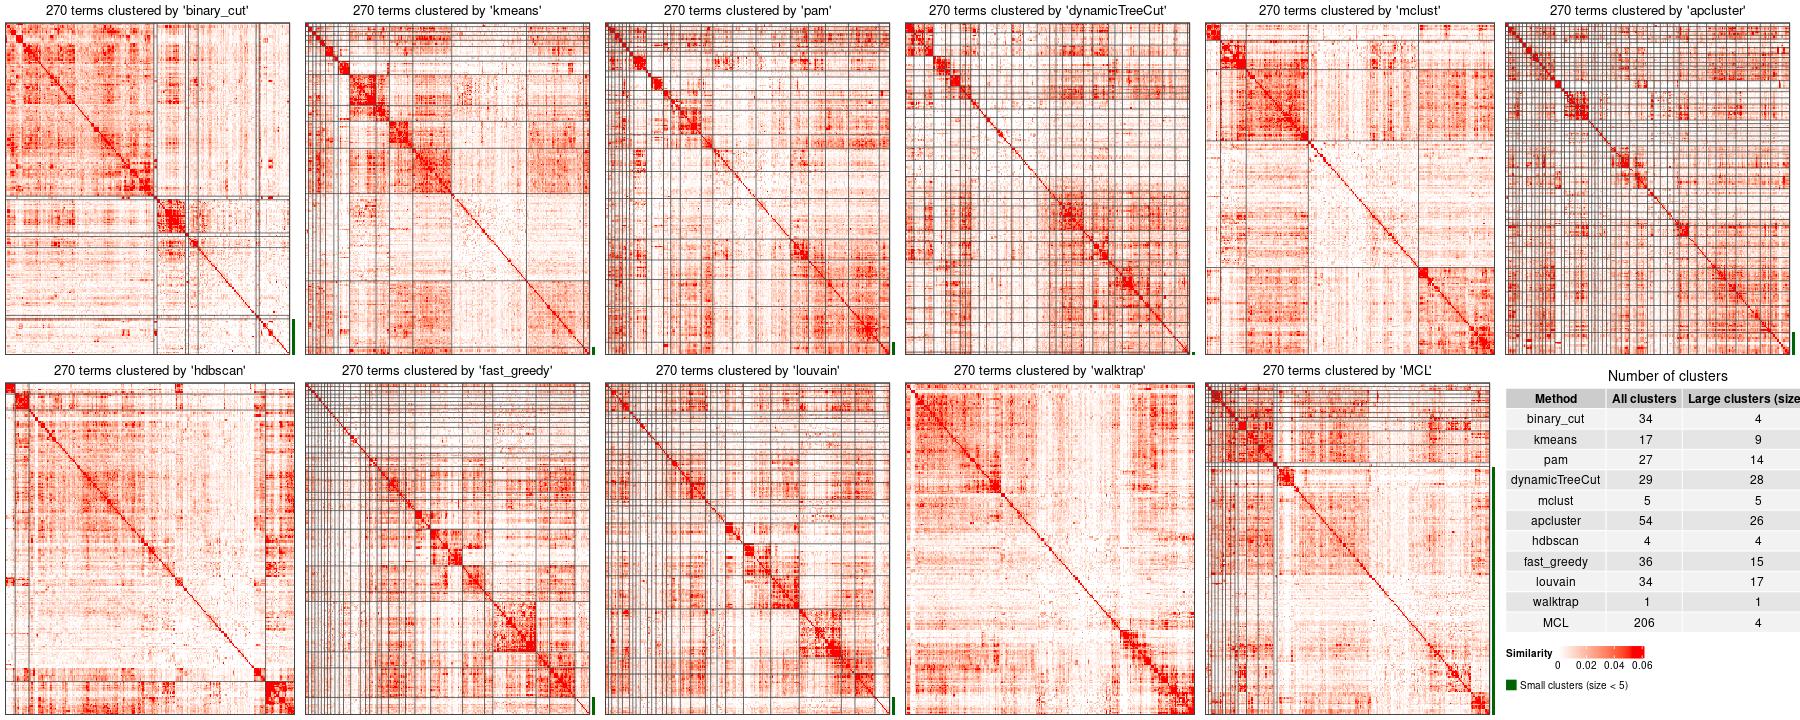 270 terms clustered by 'binary_cut'
270 terms clustered by 'kmeans'
270 terms clustered by 'pam'
270 terms clustered by 'dynamicTreeCut'
270 terms clustered by 'mclust'
270 terms clustered by 'apcluster'
270 terms clustered by 'hdbscan'
270 terms clustered by 'fast_greedy'
270 terms clustered by 'louvain'
270 terms clustered by 'walktrap'
270 terms clustered by 'MCL'
Number of clusters
Method All clusters Large clusters (size
binary_cut 34 4
kmeans 17 9
pam 27 14
dynamicTreeCut 29 28
mclust 5 5
apcluster 54 26
hdbscan 4 4
fast_greedy 36 15
louvain 34 17
walktrap 1 1
MCL 206 4
Similarity
0 0.02 0.04 0.06
Small clusters (size < 5)